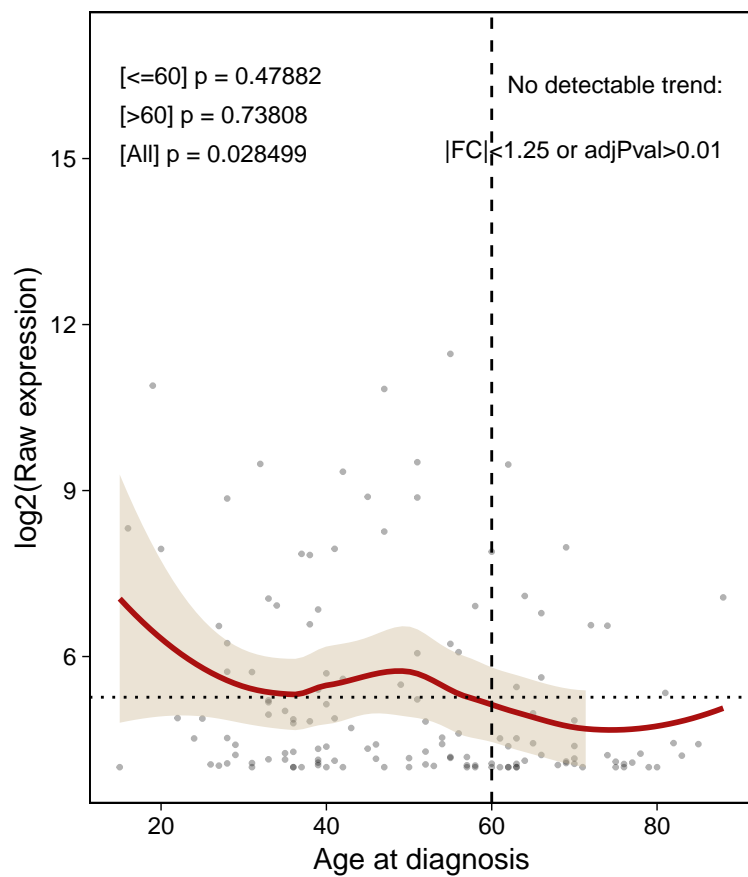 [<=60] p = 0.47882
[>60] p = 0.73808
[All] p = 0.028499
No detectable trend:
|FC|<1.25 or adjPval>0.01
log2(Raw expression)
15
12
9
6
20
40
60
80
Age at diagnosis